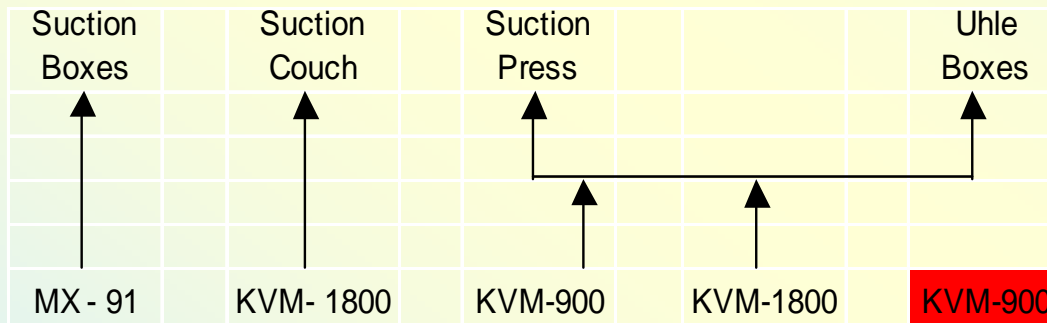 Suction Suction Suction Uhle
Boxes Couch Press Boxes
MX - 91 KVM- 1800 KVM-900 KVM-1800 KVM-900